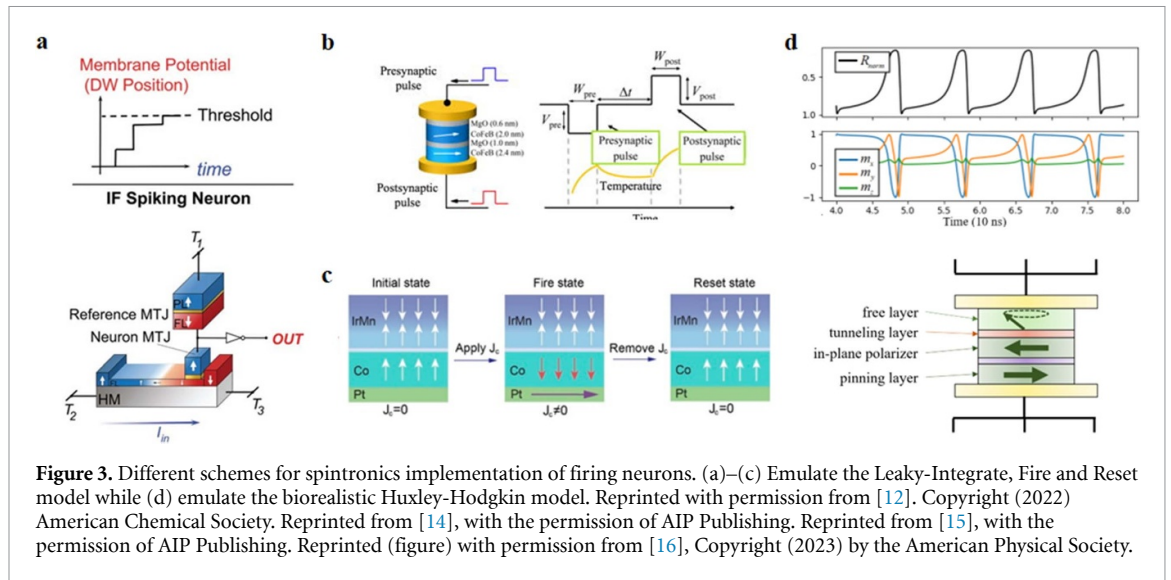 a
Membrane Potential
(DW Position)
Threshold
time
IF Spiking Neuron
T1
PL
FL
Reference MTJ
Neuron MTJ
OUT
HM
T2
T3
Iin
b
Presynaptic
pulse
MgO (0.6 nm)
CoFeB (2.0 nm)
MgO (1.0 nm)
CoFeB (2.4 nm)
Postsynaptic
pulse
Wpre
Δt
Wpost
Vpre
Vpost
Presynaptic
pulse
Postsynaptic
pulse
Temperature
Time
c
Initial state
Fire state
Reset state
IrMn
IrMn
IrMn
Apply Jc
Remove Jc
Co
Co
Co
Pt
Pt
Pt
Jc=0
Jc≠0
Jc=0
d
0.5
1.0
Rnorm
1
0
−1
mx
my
mz
4.0 4.5 5.0 5.5 6.0 6.5 7.0 7.5 8.0
Time (10 ns)
free layer
tunneling layer
in-plane polarizer
pinning layer
Figure 3. Different schemes for spintronics implementation of firing neurons. (a)–(c) Emulate the Leaky-Integrate, Fire and Reset
model while (d) emulate the biorealistic Huxley-Hodgkin model. Reprinted with permission from [12]. Copyright (2022)
American Chemical Society. Reprinted from [14], with the permission of AIP Publishing. Reprinted from [15], with the
permission of AIP Publishing. Reprinted (figure) with permission from [16], Copyright (2023) by the American Physical Society.